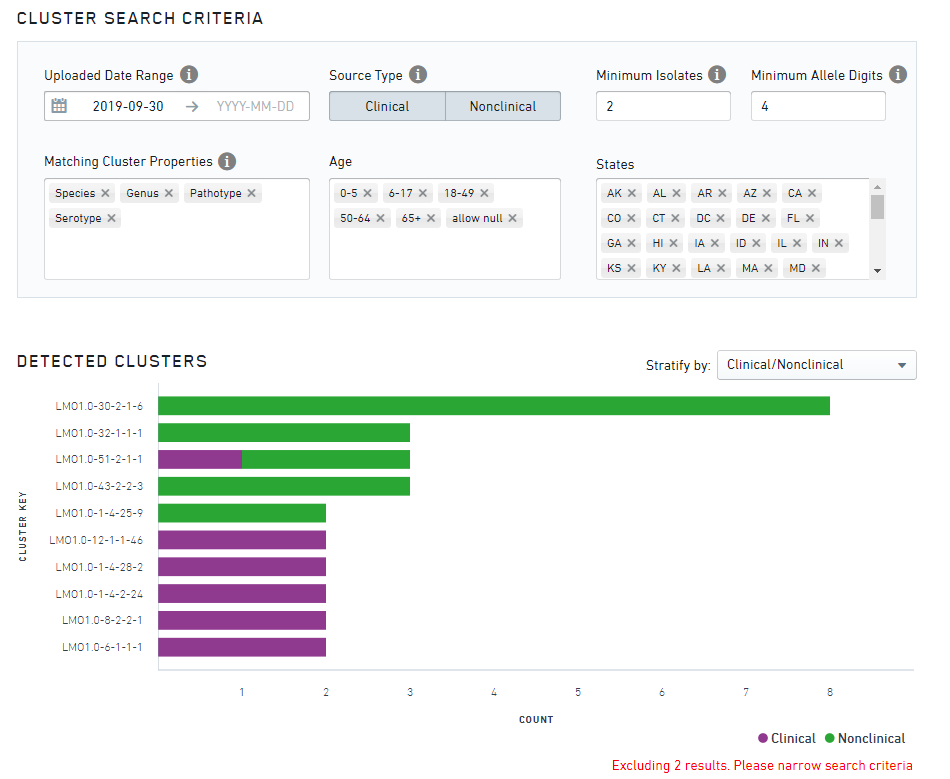 CLUSTER SEARCH CRITERIA
Uploaded Date Range
Source Type
Minimum Isolates
Minimum Allele Digits
2019-09-30 → YYYY-MM-DD
Clinical
Nonclinical
2
4
Matching Cluster Properties
Age
States
Species × Genus × Pathotype ×
Serotype ×
0-5 × 6-17 × 18-49 ×
50-64 × 65+ × allow null ×
AK × AL × AR × AZ × CA ×
CO × CT × DC × DE × FL ×
GA × HI × IA × ID × IL × IN ×
KS × KY × LA × MA × MD ×
DETECTED CLUSTERS
Stratify by: Clinical/Nonclinical
CLUSTER KEY
LMO1.0-30-2-1-6
LMO1.0-32-1-1-1
LMO1.0-51-2-1-1
LMO1.0-43-2-2-3
LMO1.0-1-4-25-9
LMO1.0-12-1-1-46
LMO1.0-1-4-28-2
LMO1.0-1-4-2-24
LMO1.0-8-2-2-1
LMO1.0-6-1-1-1
1 2 3 4 5 6 7 8
COUNT
Clinical Nonclinical
Excluding 2 results. Please narrow search criteria